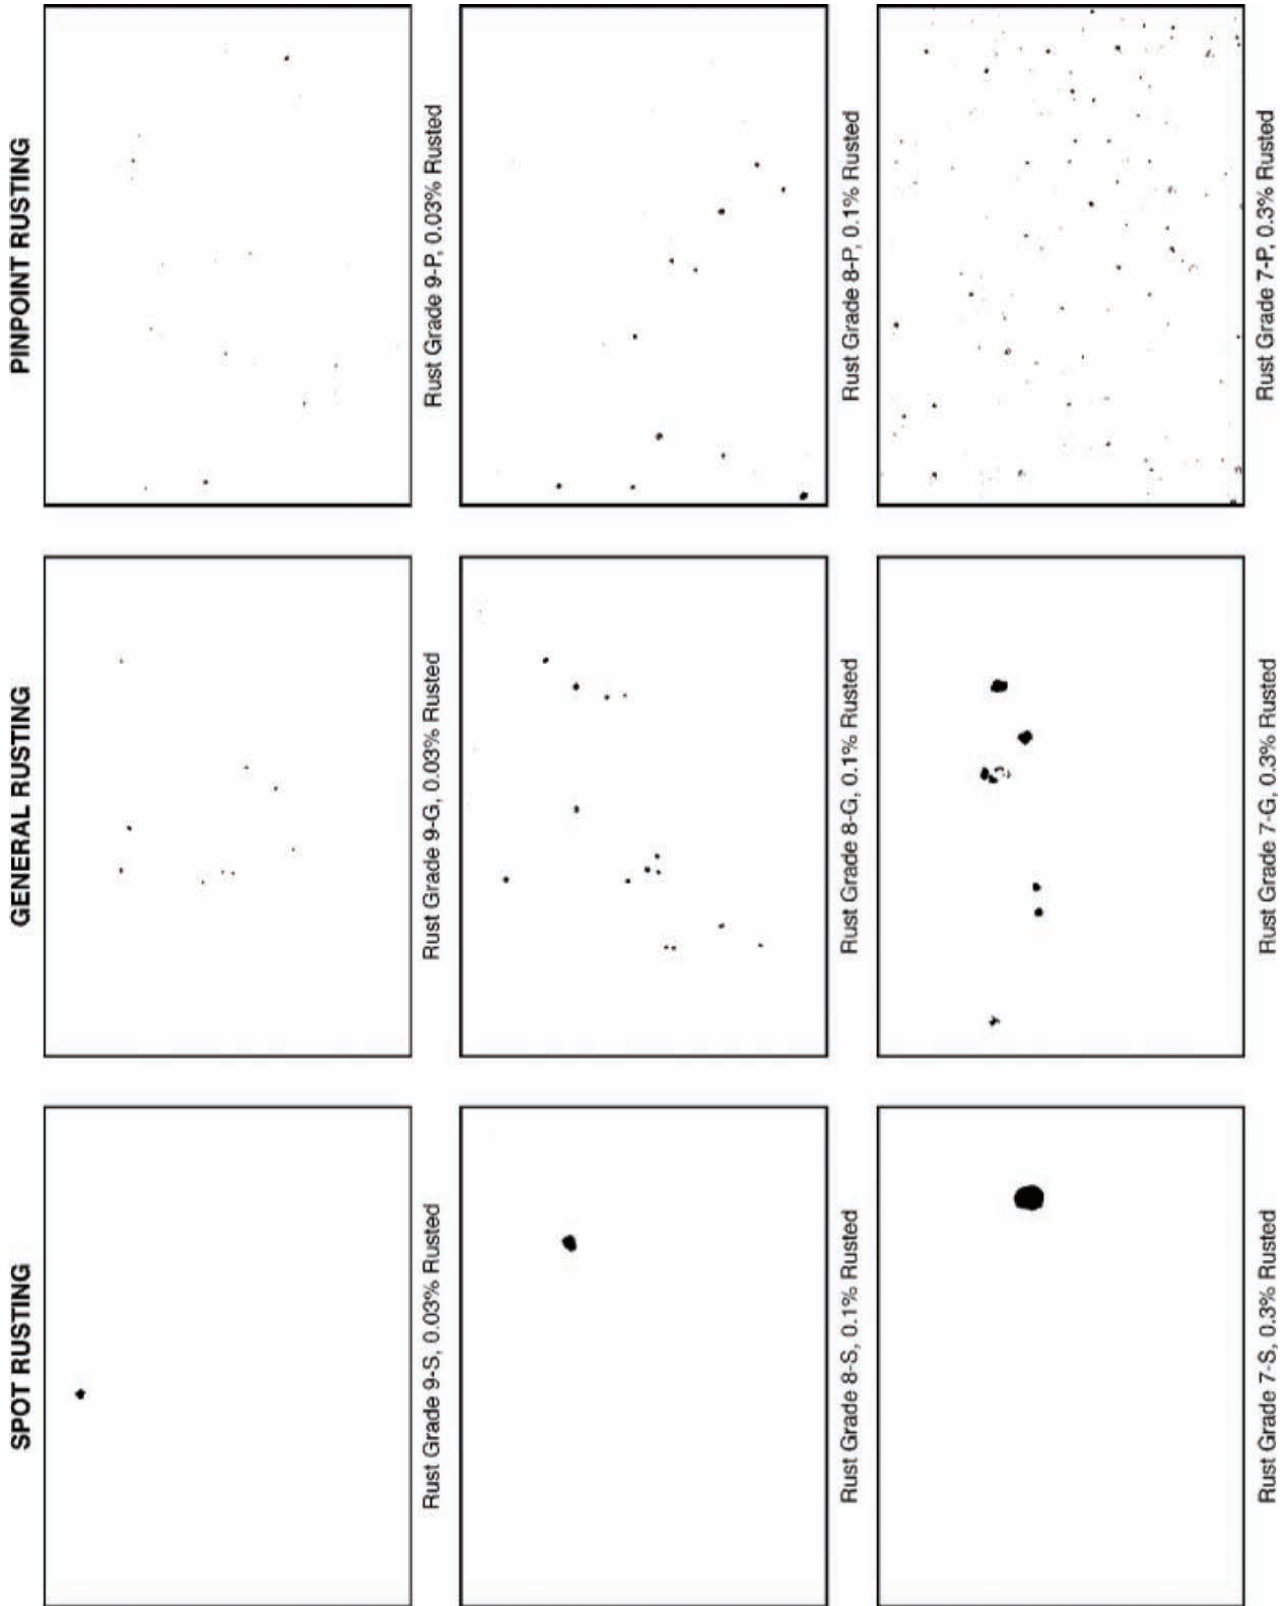 SPOT RUSTING
GENERAL RUSTING
PINPOINT RUSTING
Rust Grade 9-S, 0.03% Rusted
Rust Grade 9-G, 0.03% Rusted
Rust Grade 9-P, 0.03% Rusted
Rust Grade 8-S, 0.1% Rusted
Rust Grade 8-G, 0.1% Rusted
Rust Grade 8-P, 0.1% Rusted
Rust Grade 7-S, 0.3% Rusted
Rust Grade 7-G, 0.3% Rusted
Rust Grade 7-P, 0.3% Rusted